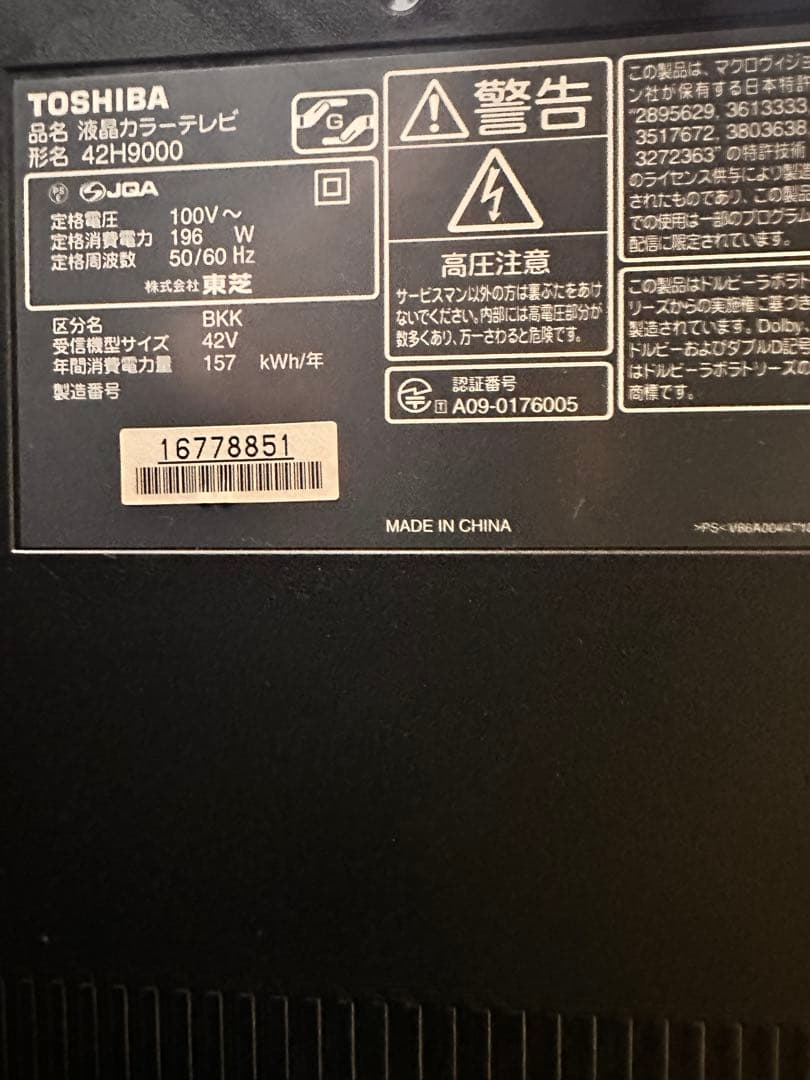 TOSHIBA
品名 液晶カラーテレビ
形名 42H9000
G
PS
E
JQA
定格電圧 100V～
定格消費電力 196 W
定格周波数 50/60 Hz
株式会社 東芝
区分名 BKK
受信機型サイズ 42V
年間消費電力量 157 kWh/年
製造番号
16778851
警告
高圧注意
サービスマン以外の方は裏ぶたをあけ
ないでください。内部には高電圧部分が
数多くあり、万一さわると危険です。
認証番号
T A09-0176005
MADE IN CHINA
この製品は、マクロヴィジョ
ン社が保有する日本特許
"2895629, 3613333
3517672, 3803638
3272363"の特許技術
のライセンス供与により製造
されたものであり、この製
での使用は一部のプログラ
配信に限定されています。
この製品はドルビーラボラト
リーズからの実施権に基づき
製造されています。Dolby
ドルビーおよびダブルD記号
はドルビーラボラトリーズの
商標です。
>PS<